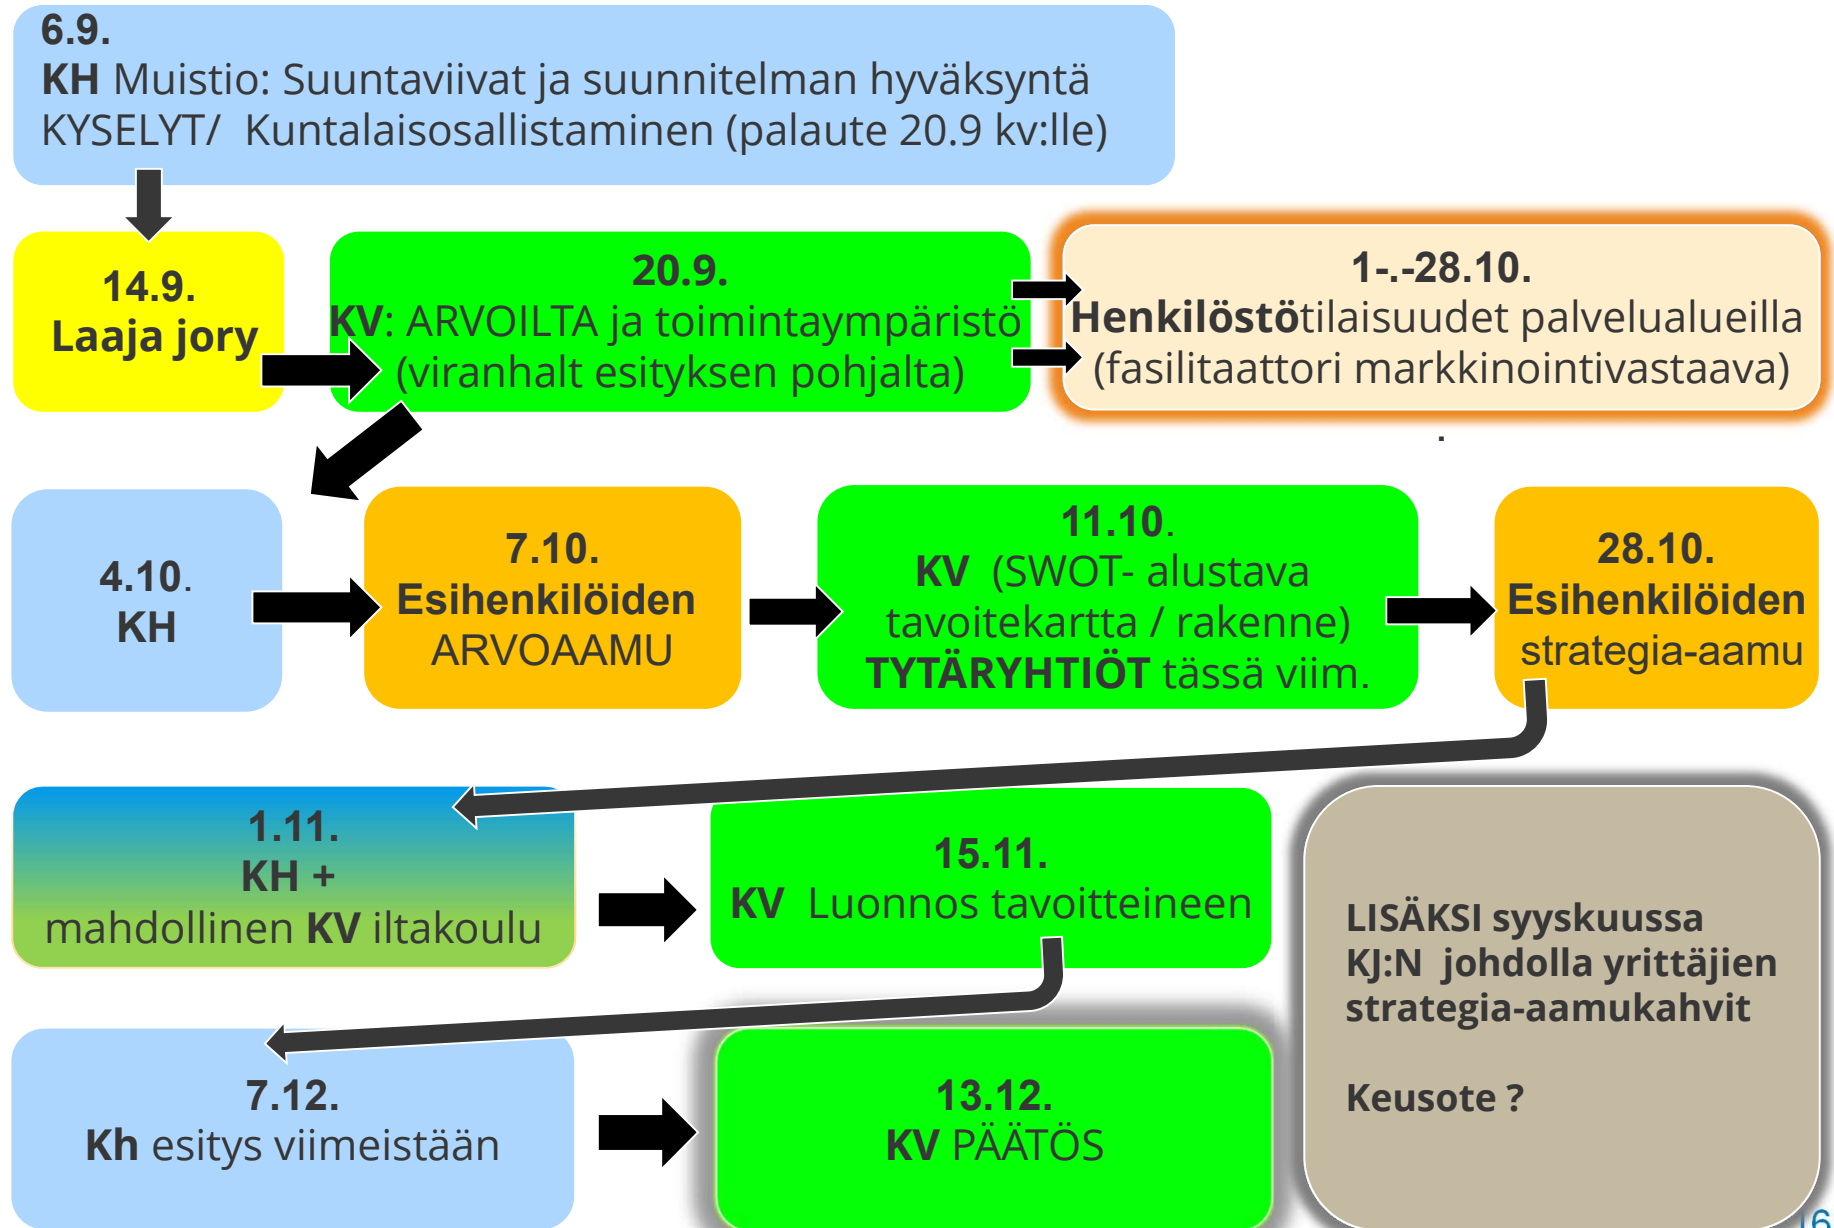 6.9.
KH Muistio: Suuntaviivat ja suunnitelman hyväksyntä
KYSELYT/ Kuntalaisosallistaminen (palaute 20.9 kv:lle)
14.9.
Laaja jory
20.9.
KV: ARVOILTA ja toimintaympäristö
(viranhalt esityksen pohjalta)
1-.-28.10.
Henkilöstötilaisuudet palvelualueilla
(fasilitaattori markkinointivastaava)
.
4.10.
KH
7.10.
Esihenkilöiden
ARVOAAMU
11.10.
KV (SWOT- alustava
tavoitekartta / rakenne)
TYTÄRYHTIÖT tässä viim.
28.10.
Esihenkilöiden
strategia-aamu
1.11.
KH +
mahdollinen KV iltakoulu
15.11.
KV Luonnos tavoitteineen
LISÄKSI syyskuussa
KJ:N johdolla yrittäjien
strategia-aamukahvit
Keusote ?
7.12.
Kh esitys viimeistään
13.12.
KV PÄÄTÖS
16